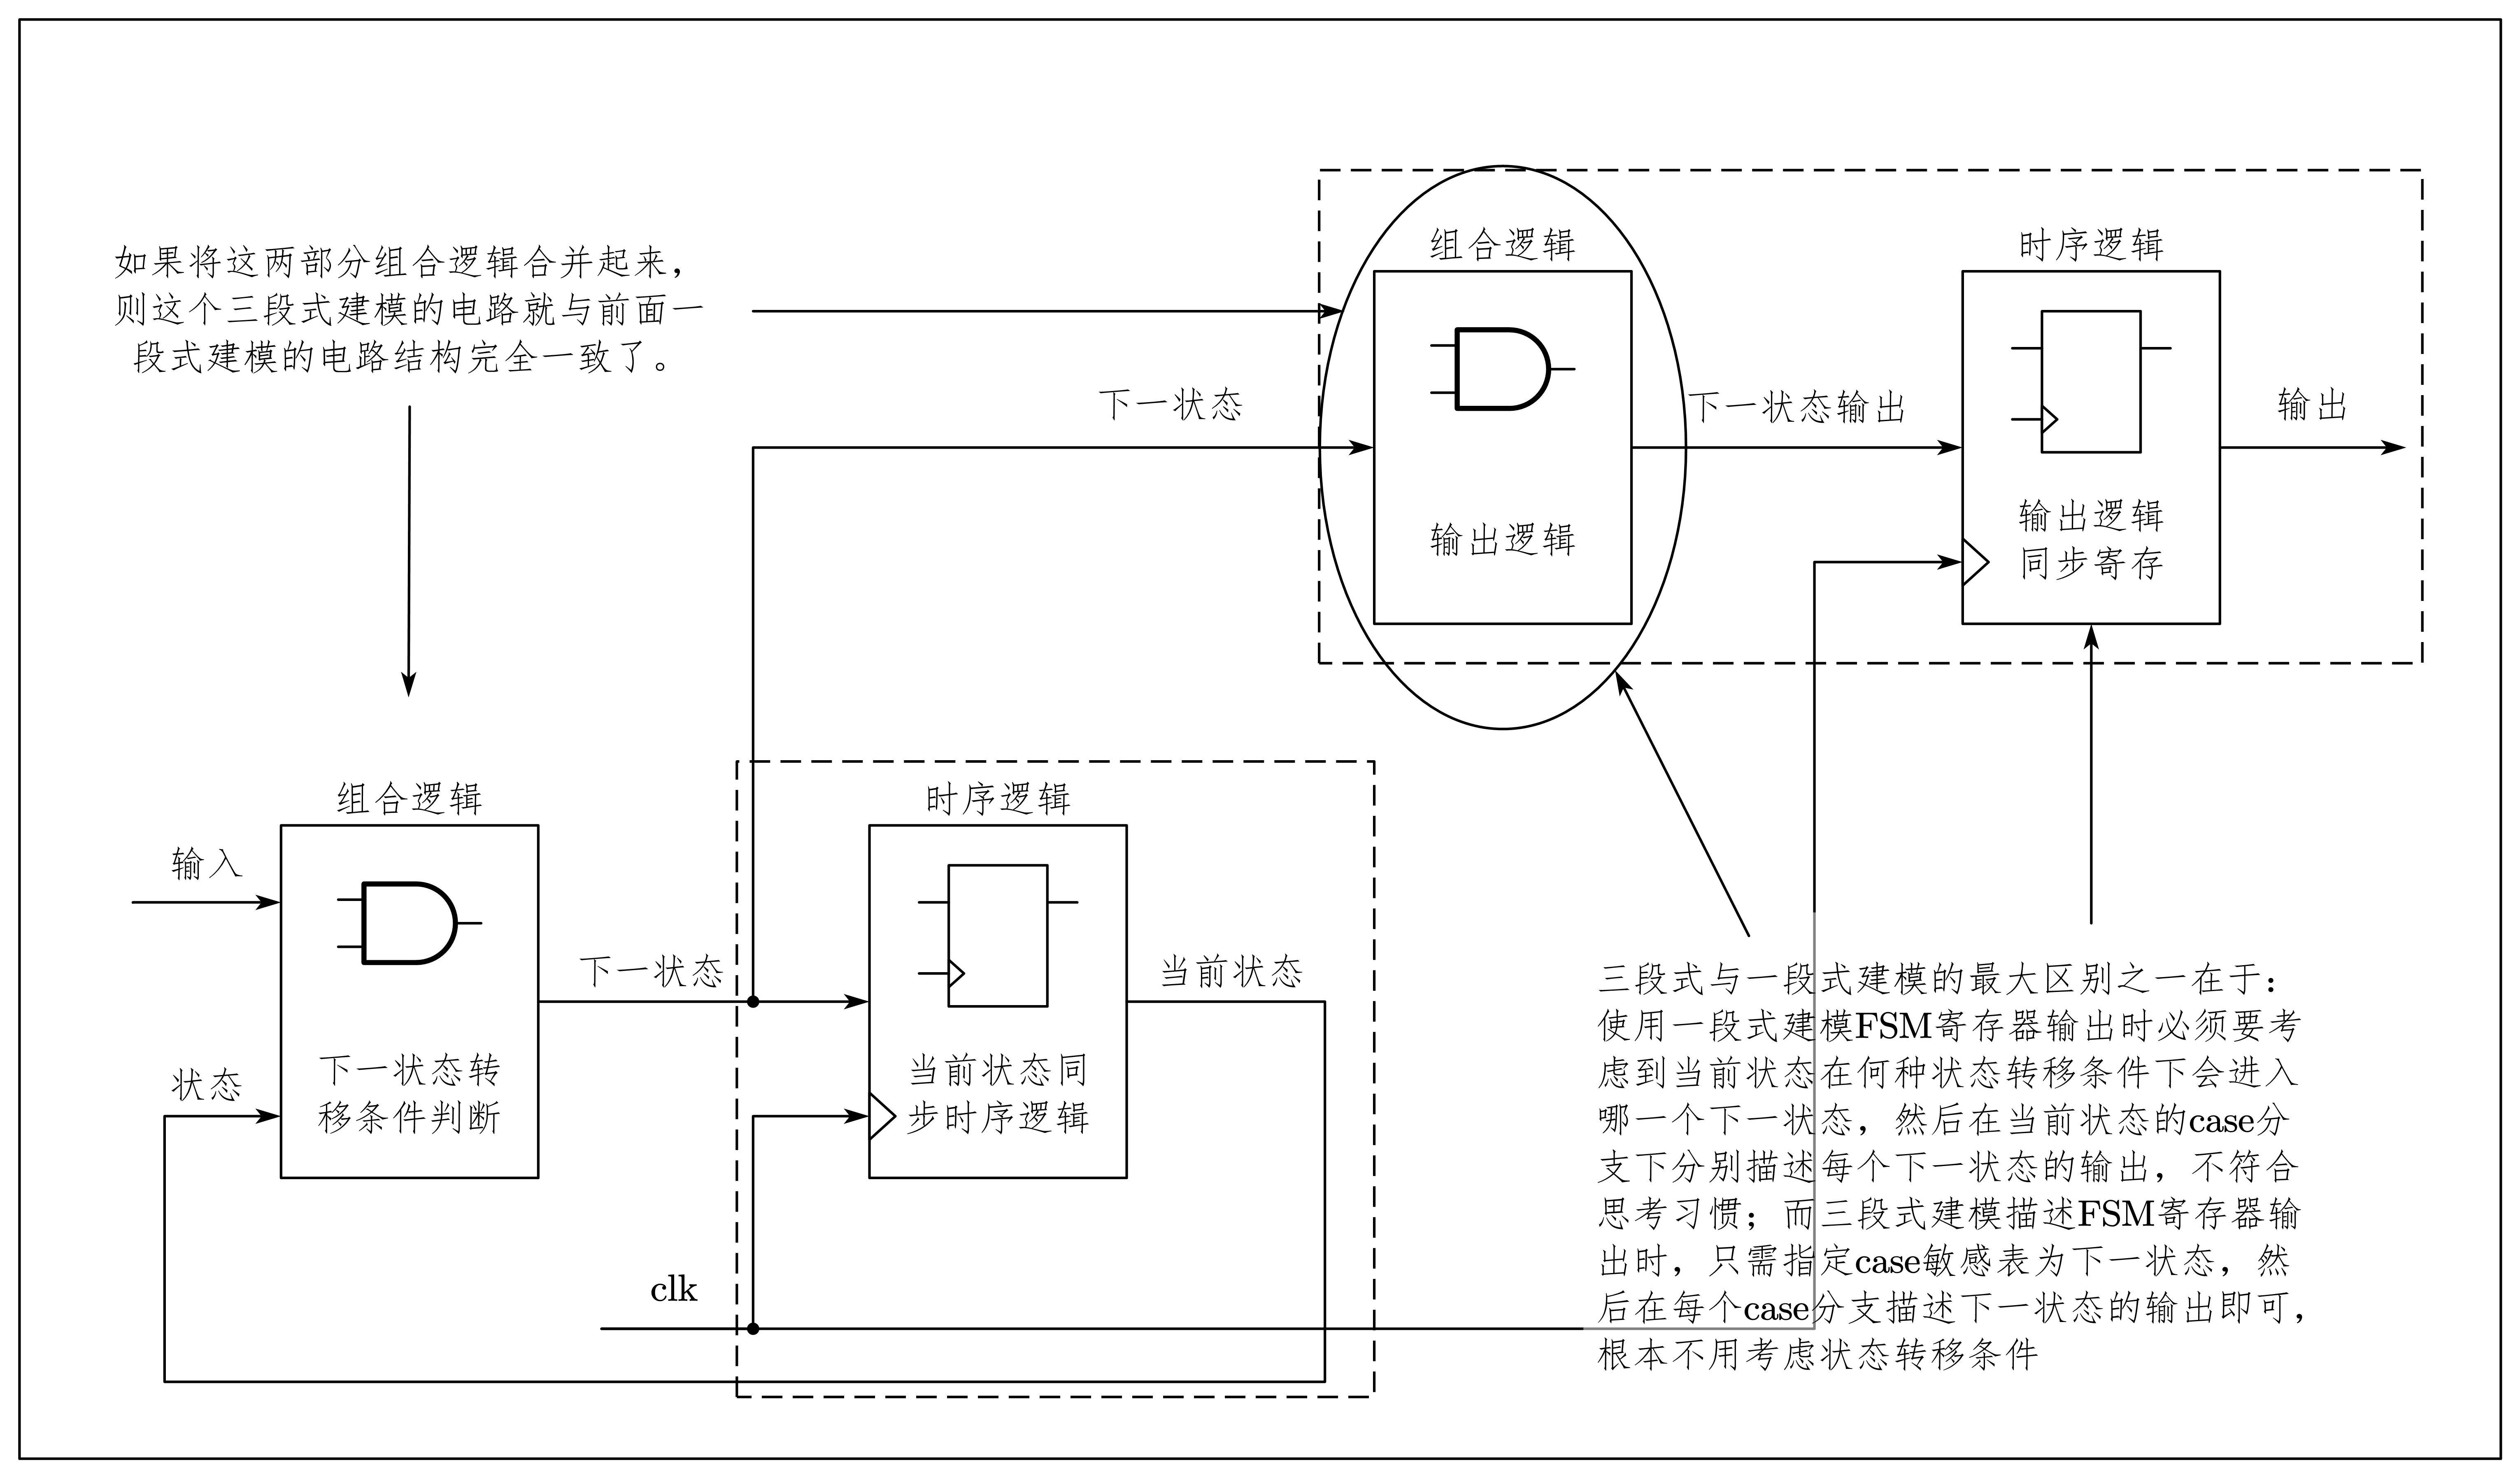 如果将这两部分组合逻辑合并起来，
则这个三段式建模的电路就与前面一
段式建模的电路结构完全一致了。
组合逻辑
时序逻辑
下一状态
下一状态输出
输出
输出逻辑
输出逻辑
同步寄存
组合逻辑
时序逻辑
输入
下一状态
当前状态
状态
下一状态转
移条件判断
当前状态同
步时序逻辑
clk
三段式与一段式建模的最大区别之一在于：
使用一段式建模FSM寄存器输出时必须要考
虑到当前状态在何种状态转移条件下会进入
哪一个下一状态，然后在当前状态的case分
支下分别描述每个下一状态的输出，不符合
思考习惯；而三段式建模描述FSM寄存器输
出时，只需指定case敏感表为下一状态，然
后在每个case分支描述下一状态的输出即可，
根本不用考虑状态转移条件